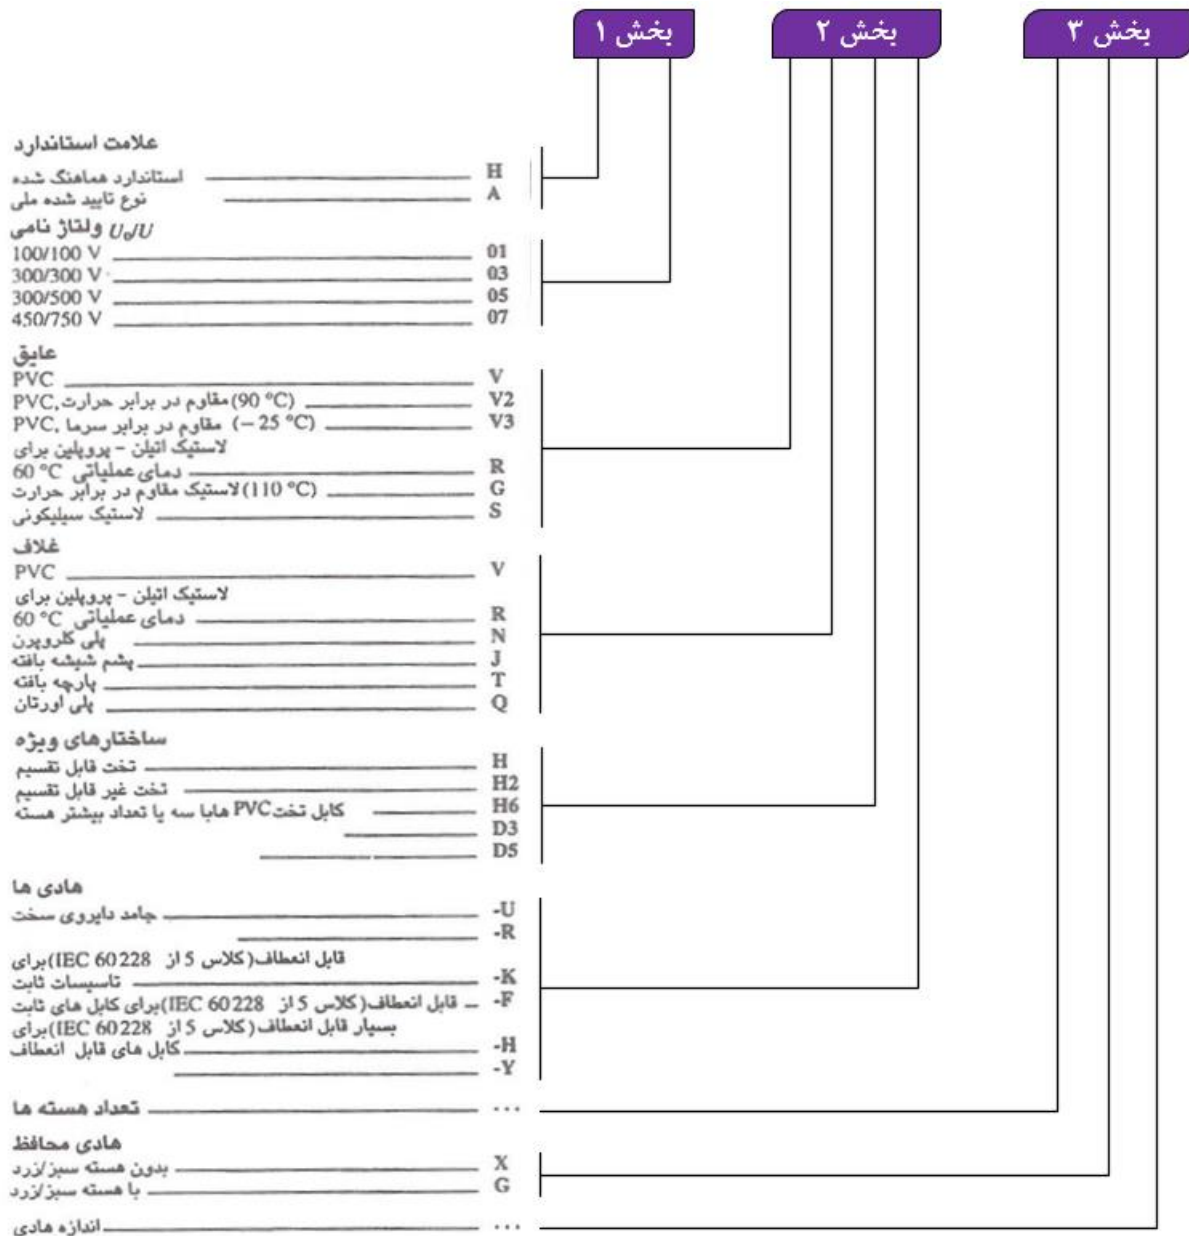 بخش ۱
بخش ۲
بخش ۳
علامت استاندارد
استاندارد هماهنگ شده H
نوع تایید شده ملی A
ولتاژ نامی U₀/U
100/100 V 01
300/300 V 03
300/500 V 05
450/750 V 07
عایق
PVC V
PVC, مقاوم در برابر حرارت (90 °C) V2
PVC, مقاوم در برابر سرما (– 25 °C) V3
لاستیک اتیلن - پروپیلن برای
دمای عملیاتی 60 °C R
لاستیک مقاوم در برابر حرارت (110 °C) G
لاستیک سیلیکونی S
غلاف
PVC V
لاستیک اتیلن - پروپیلن برای
دمای عملیاتی 60 °C R
پلی کلروپرن N
پشم شیشه بافته J
پارچه بافته T
پلی اورتان Q
ساختارهای ویژه
تخت قابل تقسیم H
تخت غیر قابل تقسیم H2
کابل تخت PVC هابا سه یا تعداد بیشتر هسته H6
D3
D5
هادی ها
جامد دایروی سخت -U
-R
قابل انعطاف (کلاس 5 از IEC 60228) برای
تاسیسات ثابت -K
قابل انعطاف (کلاس 5 از IEC 60228) برای کابل های ثابت -F
بسیار قابل انعطاف (کلاس 5 از IEC 60228) برای
کابل های قابل انعطاف -H
-Y
تعداد هسته ها ...
هادی محافظ
بدون هسته سبز/زرد X
با هسته سبز/زرد G
اندازه هادی ...